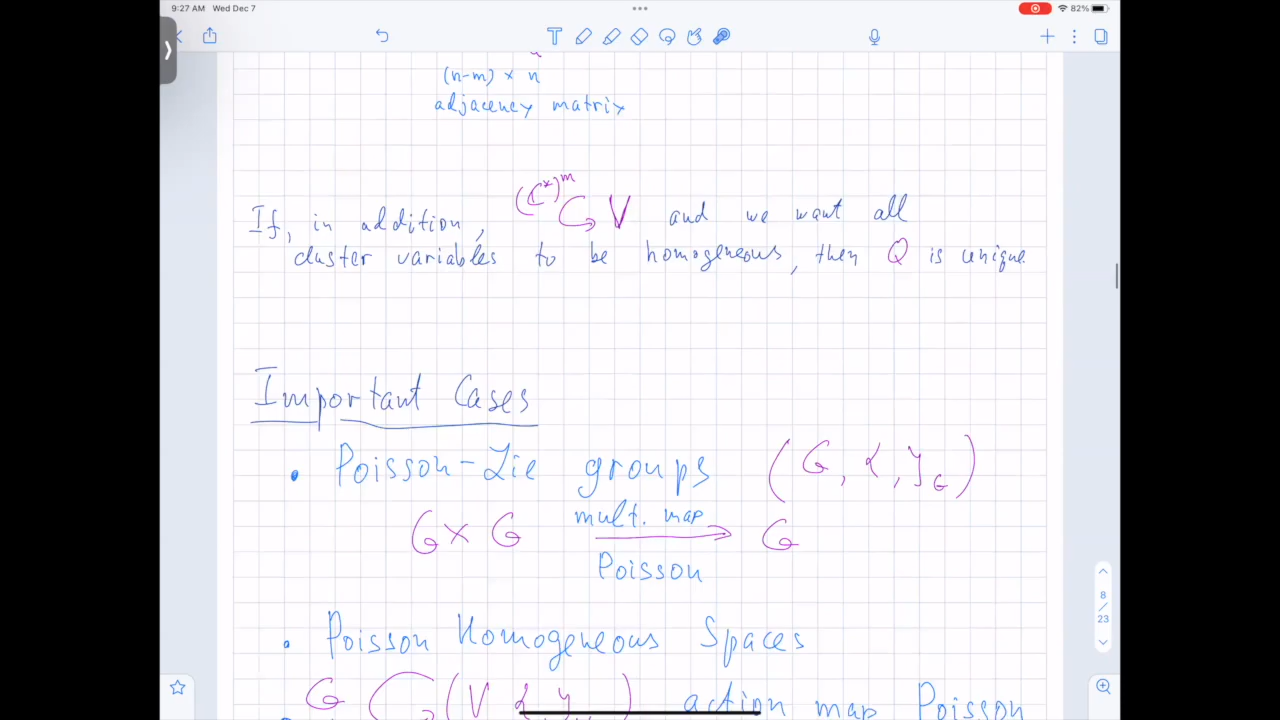 9:27 AM Wed Dec 7
82%
(n-m) × n
adjacency matrix
If, in addition, (ℂ^×)^m ↻ V and we want all
cluster variables to be homogeneous, then Q is unique
Important Cases
• Poisson-Lie groups (G, {,}_G)
G × G mult. map → G
Poisson
• Poisson Homogeneous Spaces
G ↻ (V {,} ) action map Poisson
8
/
23